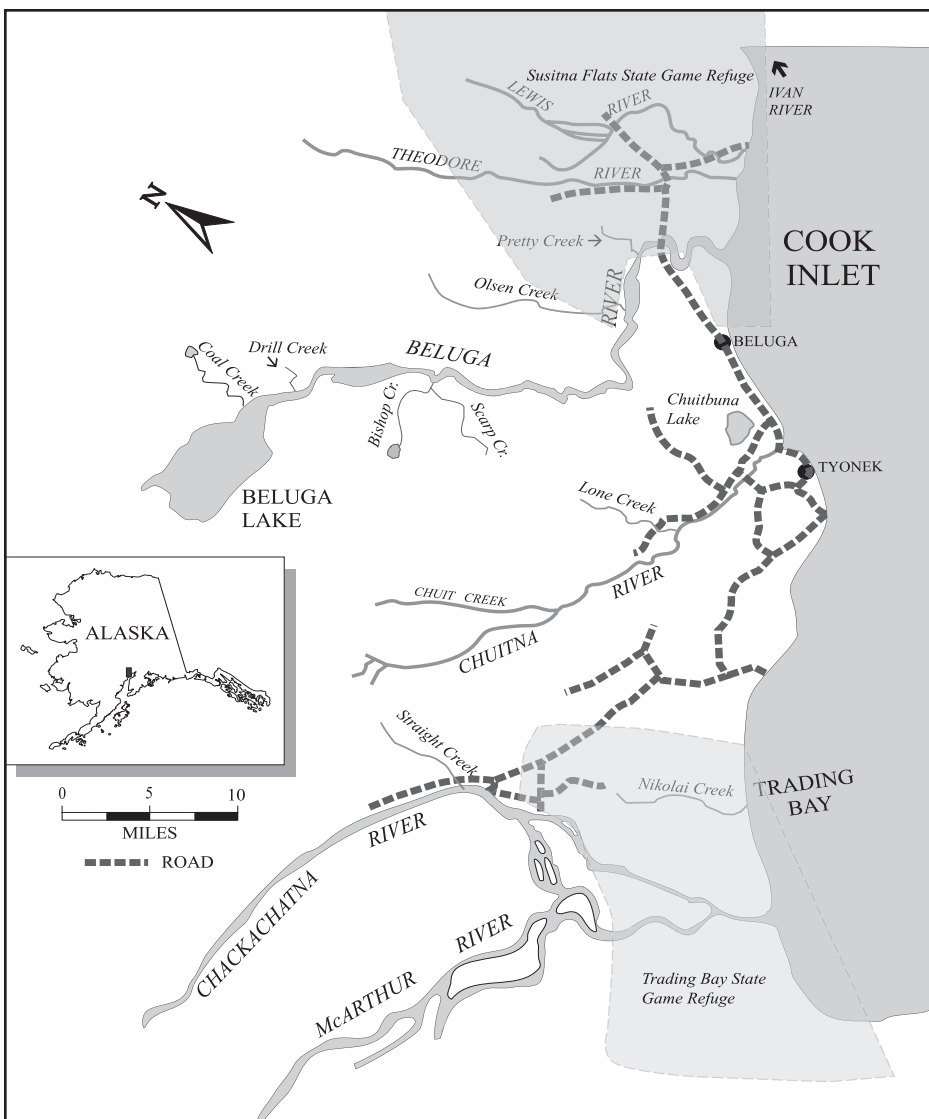 Susitna Flats State Game Refuge
IVAN
RIVER
LEWIS
RIVER
THEODORE
RIVER
N
COOK
INLET
Pretty Creek
RIVER
Olsen Creek
BELUGA
BELUGA
Drill Creek
Coal Creek
Bishop Cr.
Scarp Cr.
Chuitbuna
Lake
TYONEK
BELUGA
LAKE
Lone Creek
RIVER
CHUIT CREEK
CHUITNA
ALASKA
Straight Creek
Nikolai Creek
TRADING
BAY
0 5 10
MILES
ROAD
RIVER
CHACKACHATNA
RIVER
McARTHUR
Trading Bay State
Game Refuge